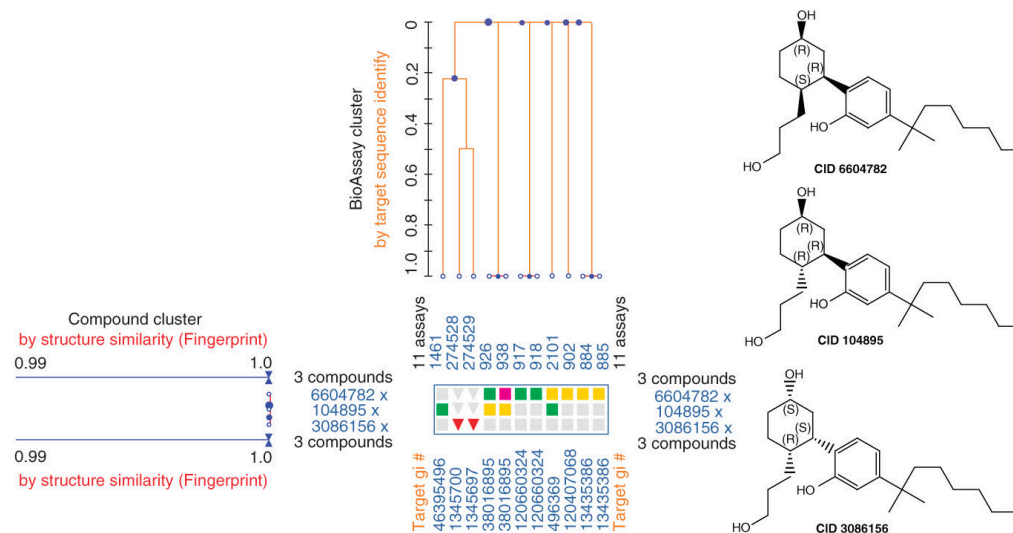 0
0.2
0.4
0.6
0.8
1.0
BioAssay cluster
by target sequence identify
Compound cluster
by structure similarity (Fingerprint)
0.99 1.0
0.99 1.0
by structure similarity (Fingerprint)
11 assays
1461
274528
274529
926
938
917
918
2101
902
884
885
11 assays
3 compounds
6604782 x
104895 x
3086156 x
3 compounds
3 compounds
6604782 x
104895 x
3086156 x
3 compounds
Target gi #
46395496
1345700
1345697
38016895
38016895
120660324
120660324
496369
120407068
13435386
13435386
Target gi #
OH
(R)
(R)
(S)
HO
HO
CID 6604782
OH
(R)
(R)
(R)
HO
HO
CID 104895
OH
(S)
(S)
(R)
HO
HO
CID 3086156